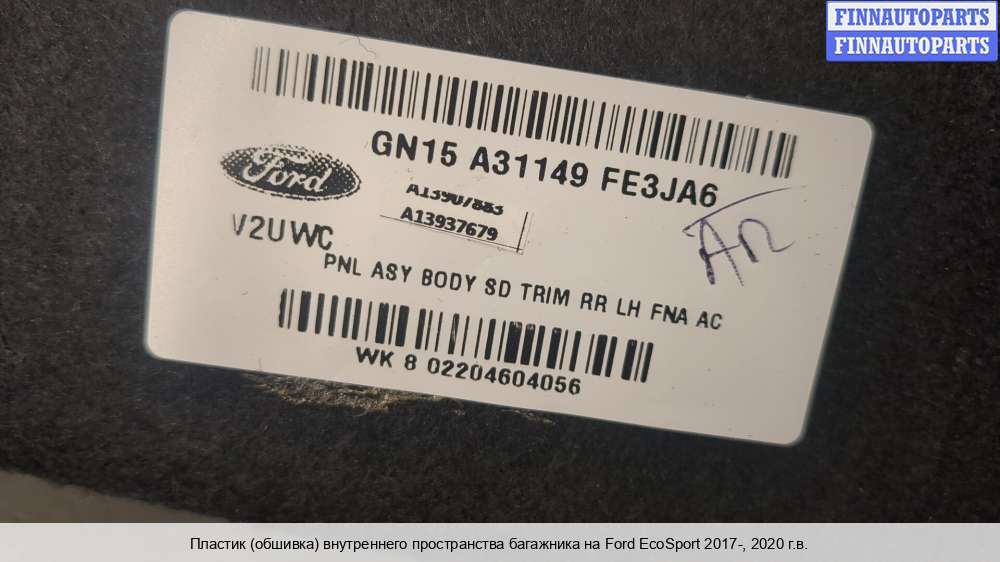 FINNAUTOPARTS
FINNAUTOPARTS
GN15 A31149 FE3JA6
Ford
A13937679
V2UWC
PNL ASY BODY SD TRIM RR LH FNA AC
WK 8 02204604056
Пластик (обшивка) внутреннего пространства багажника на Ford EcoSport 2017-, 2020 г.в.